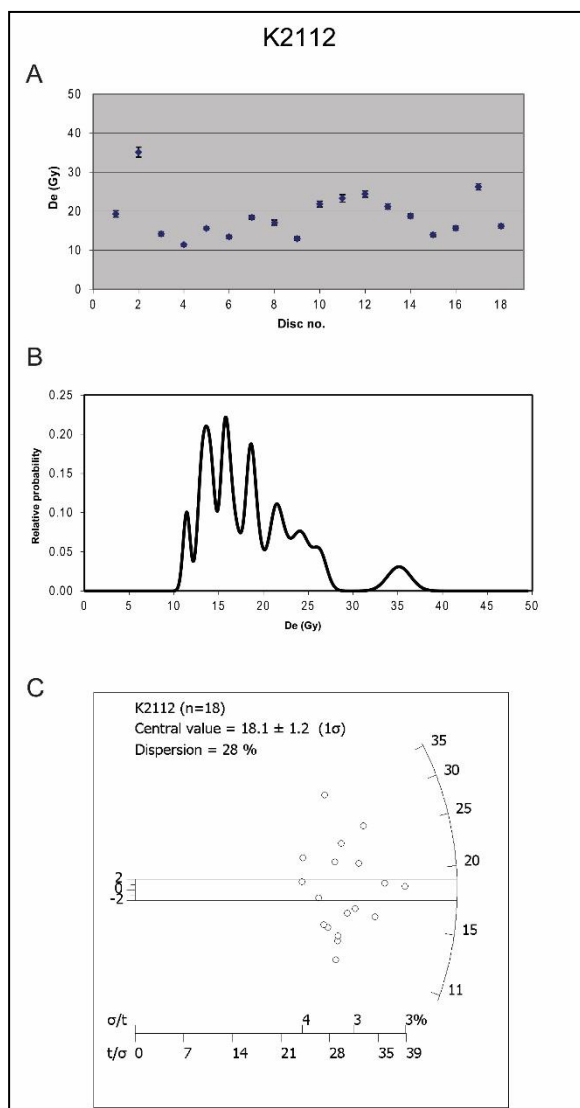 K2112
A
50
40
30
20
10
0
De (Gy)
0 2 4 6 8 10 12 14 16 18
Disc no.
B
0.25
0.20
0.15
0.10
0.05
0.00
Relative probability
0 5 10 15 20 25 30 35 40 45 50
De (Gy)
C
K2112 (n=18)
Central value = 18.1 ± 1.2 (1σ)
Dispersion = 28 %
35
30
25
20
15
11
2
0
-2
σ/t 4 3 3%
t/σ 0 7 14 21 28 35 39